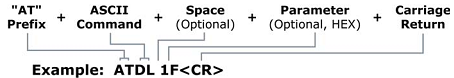 "AT" + ASCII + Space + Parameter + Carriage
Prefix Command (Optional) (Optional, HEX) Return
Example: ATDL 1F<CR>